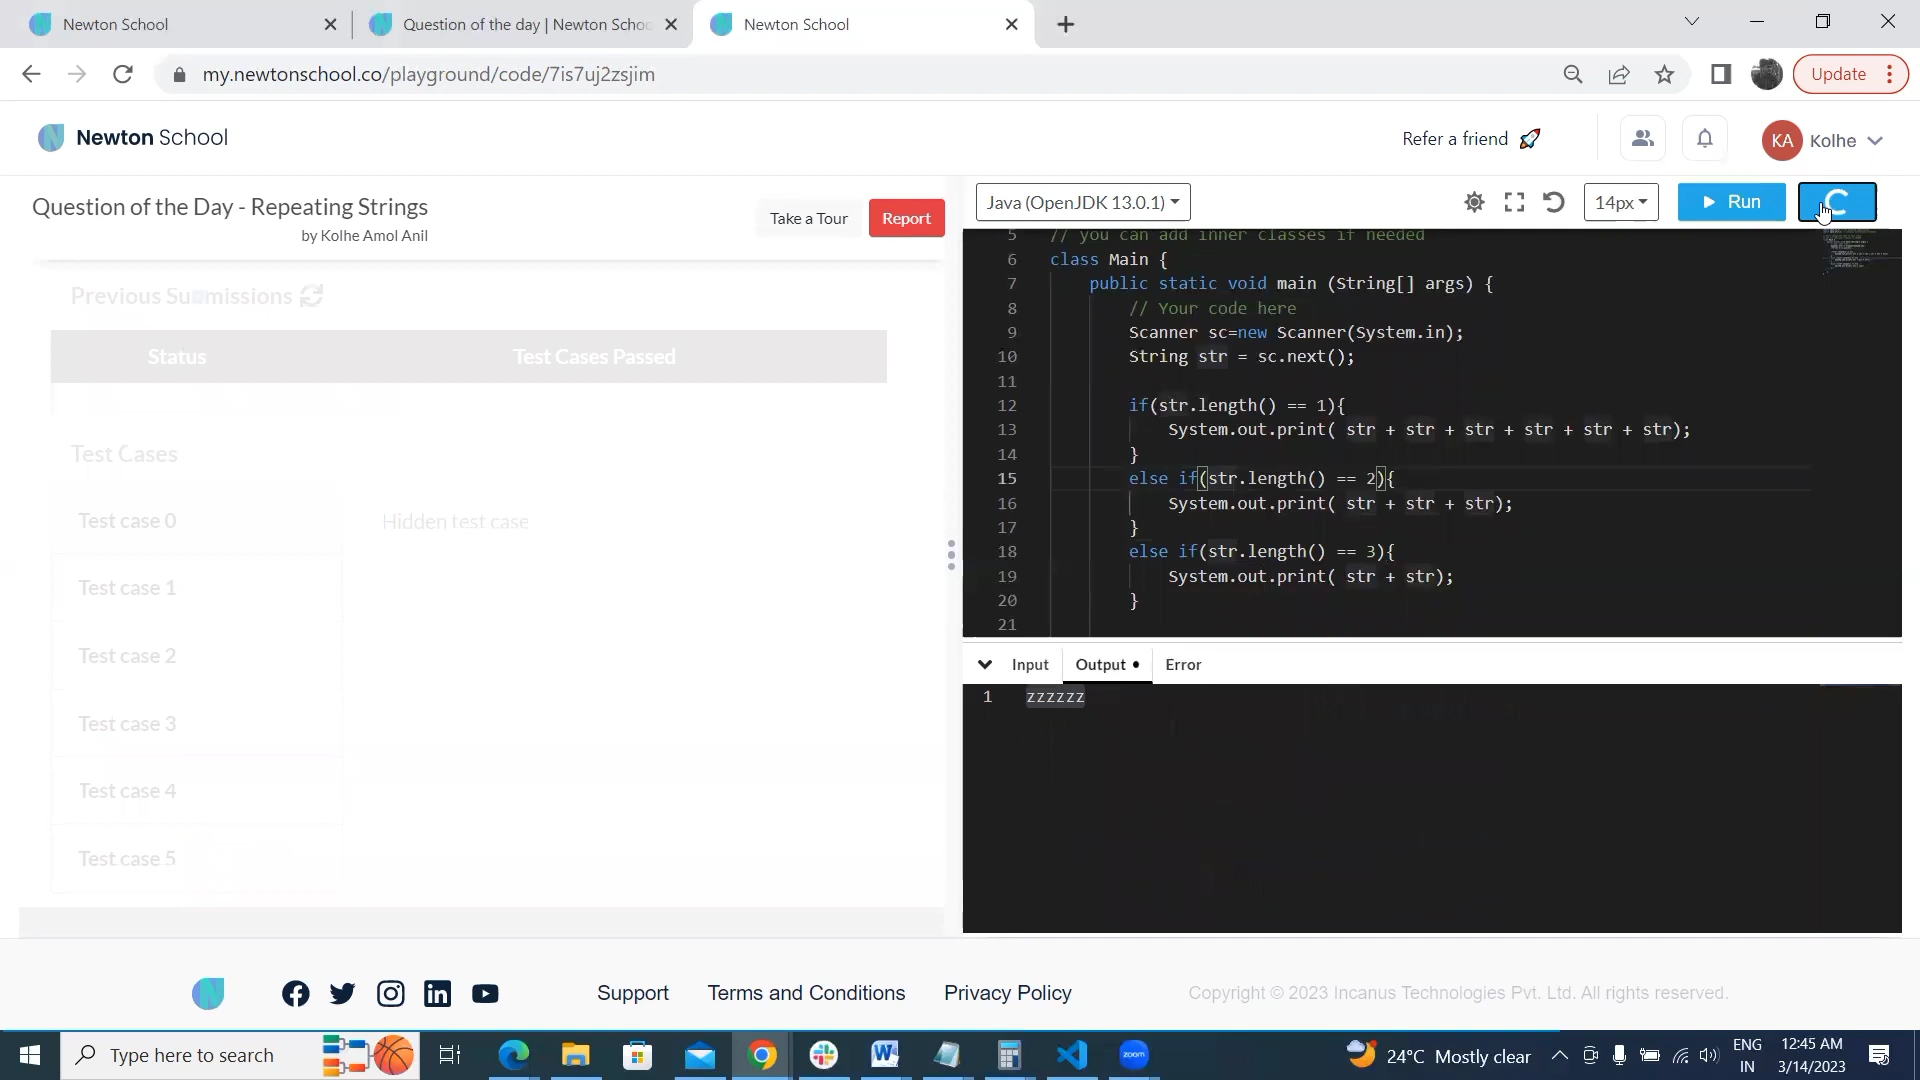 Newton School
Question of the day | Newton Schoo
Newton School
my.newtonschool.co/playground/code/7is7uj2zsjim
Update
Newton School
Refer a friend
KA Kolhe
Question of the Day - Repeating Strings
by Kolhe Amol Anil
Take a Tour
Report
Java (OpenJDK 13.0.1)
14px
Run
Previous Submissions
Status Test Cases Passed
Test Cases
Test case 0
Hidden test case
Test case 1
Test case 2
Test case 3
Test case 4
Test case 5
5 // you can add inner classes if needed
6 class Main {
7 public static void main (String[] args) {
8 // Your code here
9 Scanner sc=new Scanner(System.in);
10 String str = sc.next();
11
12 if(str.length() == 1){
13 System.out.print( str + str + str + str + str + str);
14 }
15 else if(str.length() == 2){
16 System.out.print( str + str + str);
17 }
18 else if(str.length() == 3){
19 System.out.print( str + str);
20 }
21
Input Output • Error
1 zzzzzz
Support Terms and Conditions Privacy Policy
Copyright © 2023 Incanus Technologies Pvt. Ltd. All rights reserved.
Type here to search
zoom
24°C Mostly clear
ENG
IN
12:45 AM
3/14/2023